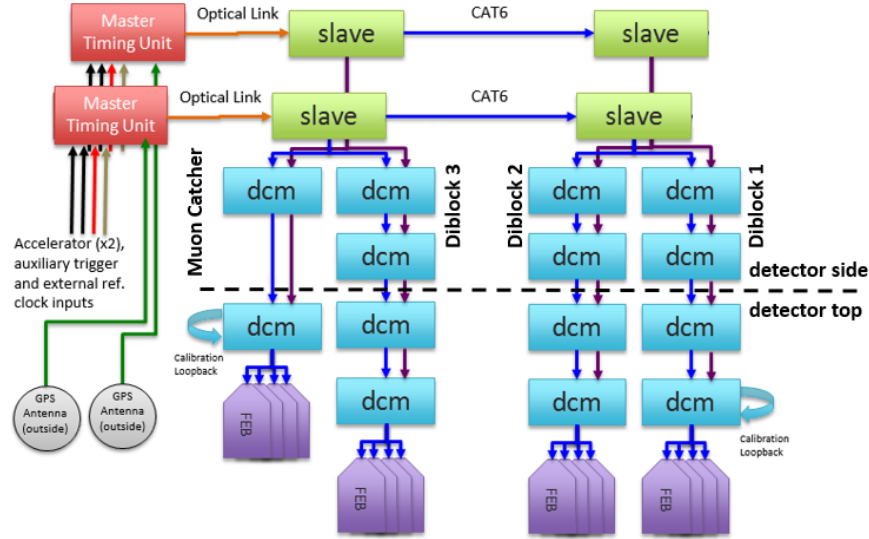 Master
Timing Unit
Optical Link
slave
CAT6
slave
Master
Timing Unit
Optical Link
slave
CAT6
slave
Muon Catcher
dcm
dcm
Diblock 3
Diblock 2
dcm
dcm
Diblock 1
dcm
dcm
dcm
Accelerator (x2),
auxiliary trigger
and external ref.
clock inputs
detector side
detector top
dcm
dcm
dcm
dcm
Calibration
Loopback
GPS
Antenna
(outside)
GPS
Antenna
(outside)
FEB
dcm
dcm
dcm
Calibration
Loopback
FEB
FEB
FEB